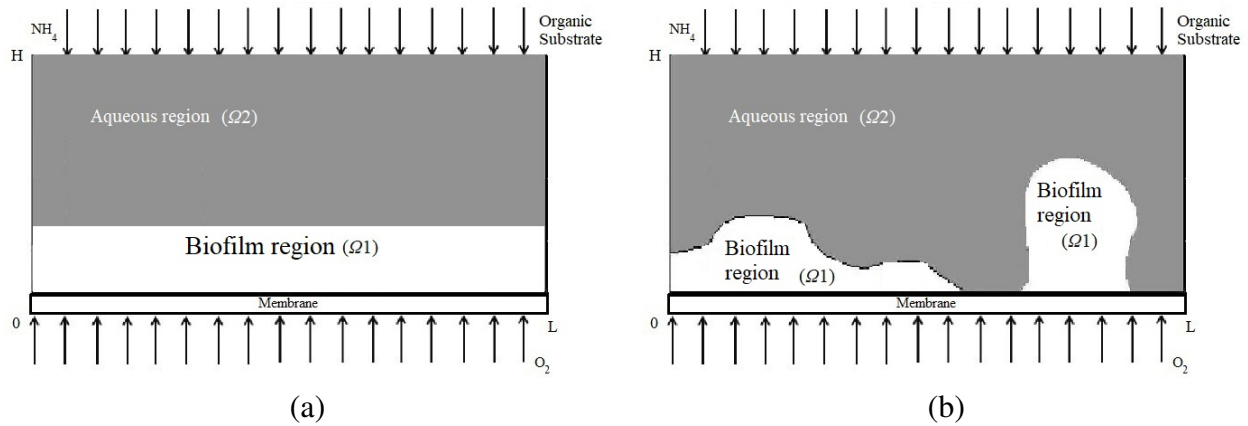 NH₄
Organic
Substrate
H
Aqueous region (Ω2)
Biofilm region (Ω1)
Membrane
0
L
O₂
(a)
NH₄
Organic
Substrate
H
Aqueous region (Ω2)
Biofilm
region
(Ω1)
Biofilm
region (Ω1)
Membrane
0
L
O₂
(b)